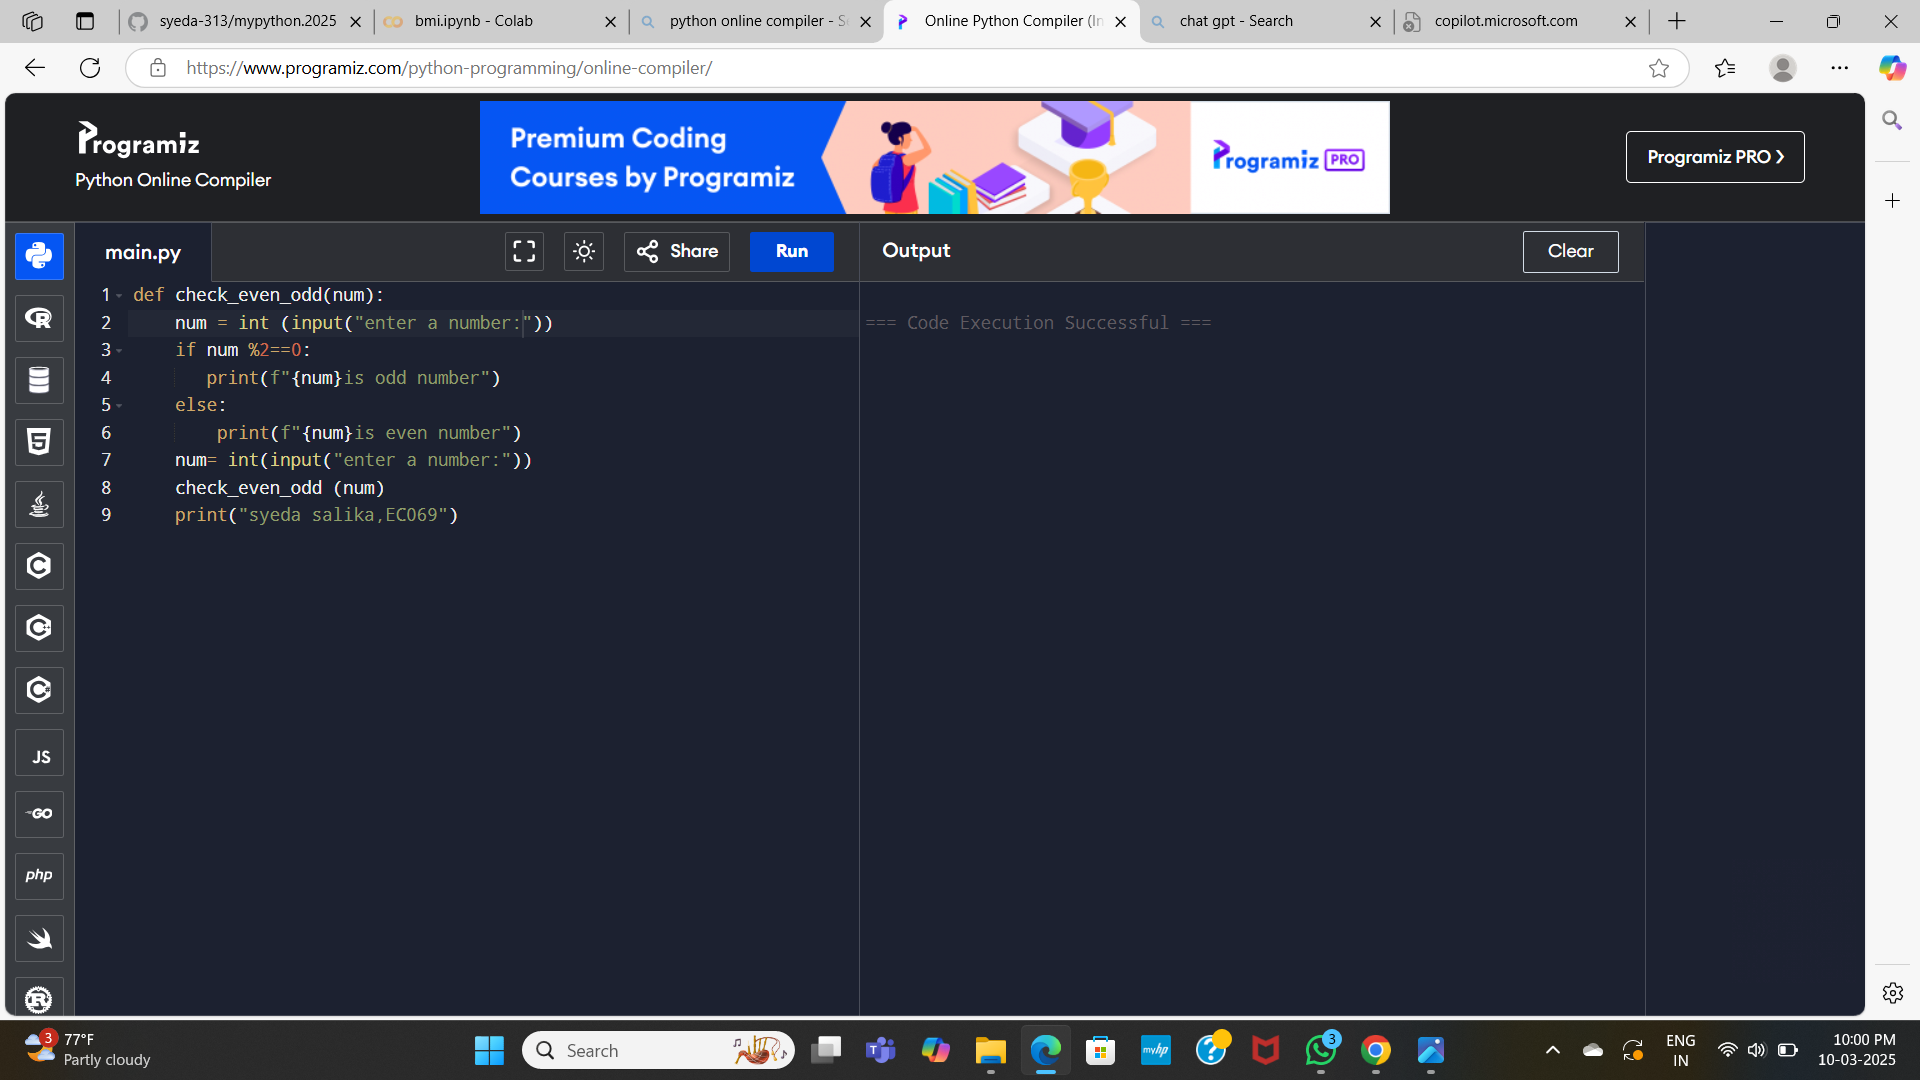 syeda-313/mypython.2025
bmi.ipynb - Colab
python online compiler - Se
Online Python Compiler (In
chat gpt - Search
copilot.microsoft.com
https://www.programiz.com/python-programming/online-compiler/
Programiz
Python Online Compiler
Premium Coding
Courses by Programiz
Programiz PRO
Programiz PRO ❯
main.py
Share
Run
Output
Clear
1 def check_even_odd(num):
2 num = int (input("enter a number:"))
3 if num %2==0:
4 print(f"{num}is odd number")
5 else:
6 print(f"{num}is even number")
7 num= int(input("enter a number:"))
8 check_even_odd (num)
9 print("syeda salika,ECO69")
=== Code Execution Successful ===
R
5
C
C++
C#
JS
GO
php
R
3
77°F
Partly cloudy
Search
myhp
3
ENG
IN
10:00 PM
10-03-2025